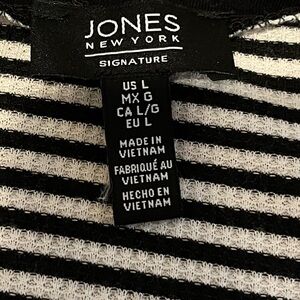 JONES
NEW YORK
SIGNATURE
US L
MX G
CA L/G
EU L
MADE IN
VIETNAM
FABRIQUÉ AU
VIETNAM
HECHO EN
VIETNAM